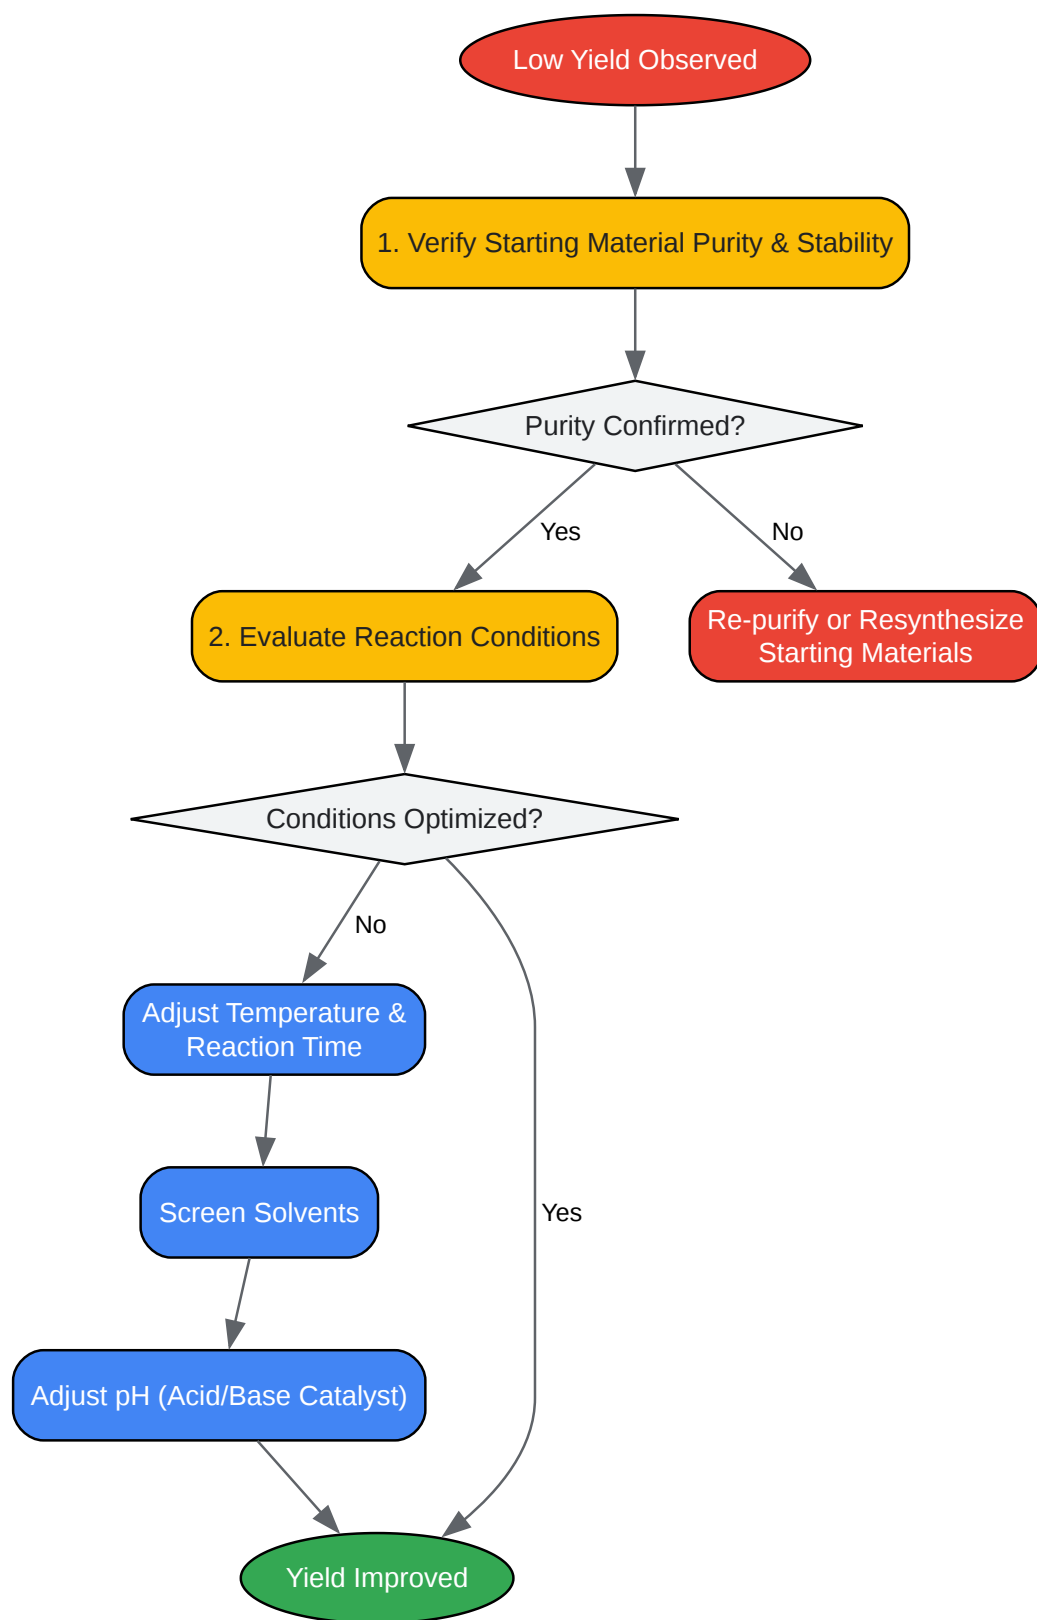 Low Yield Observed
1. Verify Starting Material Purity & Stability
Purity Confirmed?
Yes
No
2. Evaluate Reaction Conditions
Re-purify or Resynthesize
Starting Materials
Conditions Optimized?
No
Adjust Temperature &
Reaction Time
Screen Solvents
Yes
Adjust pH (Acid/Base Catalyst)
Yield Improved